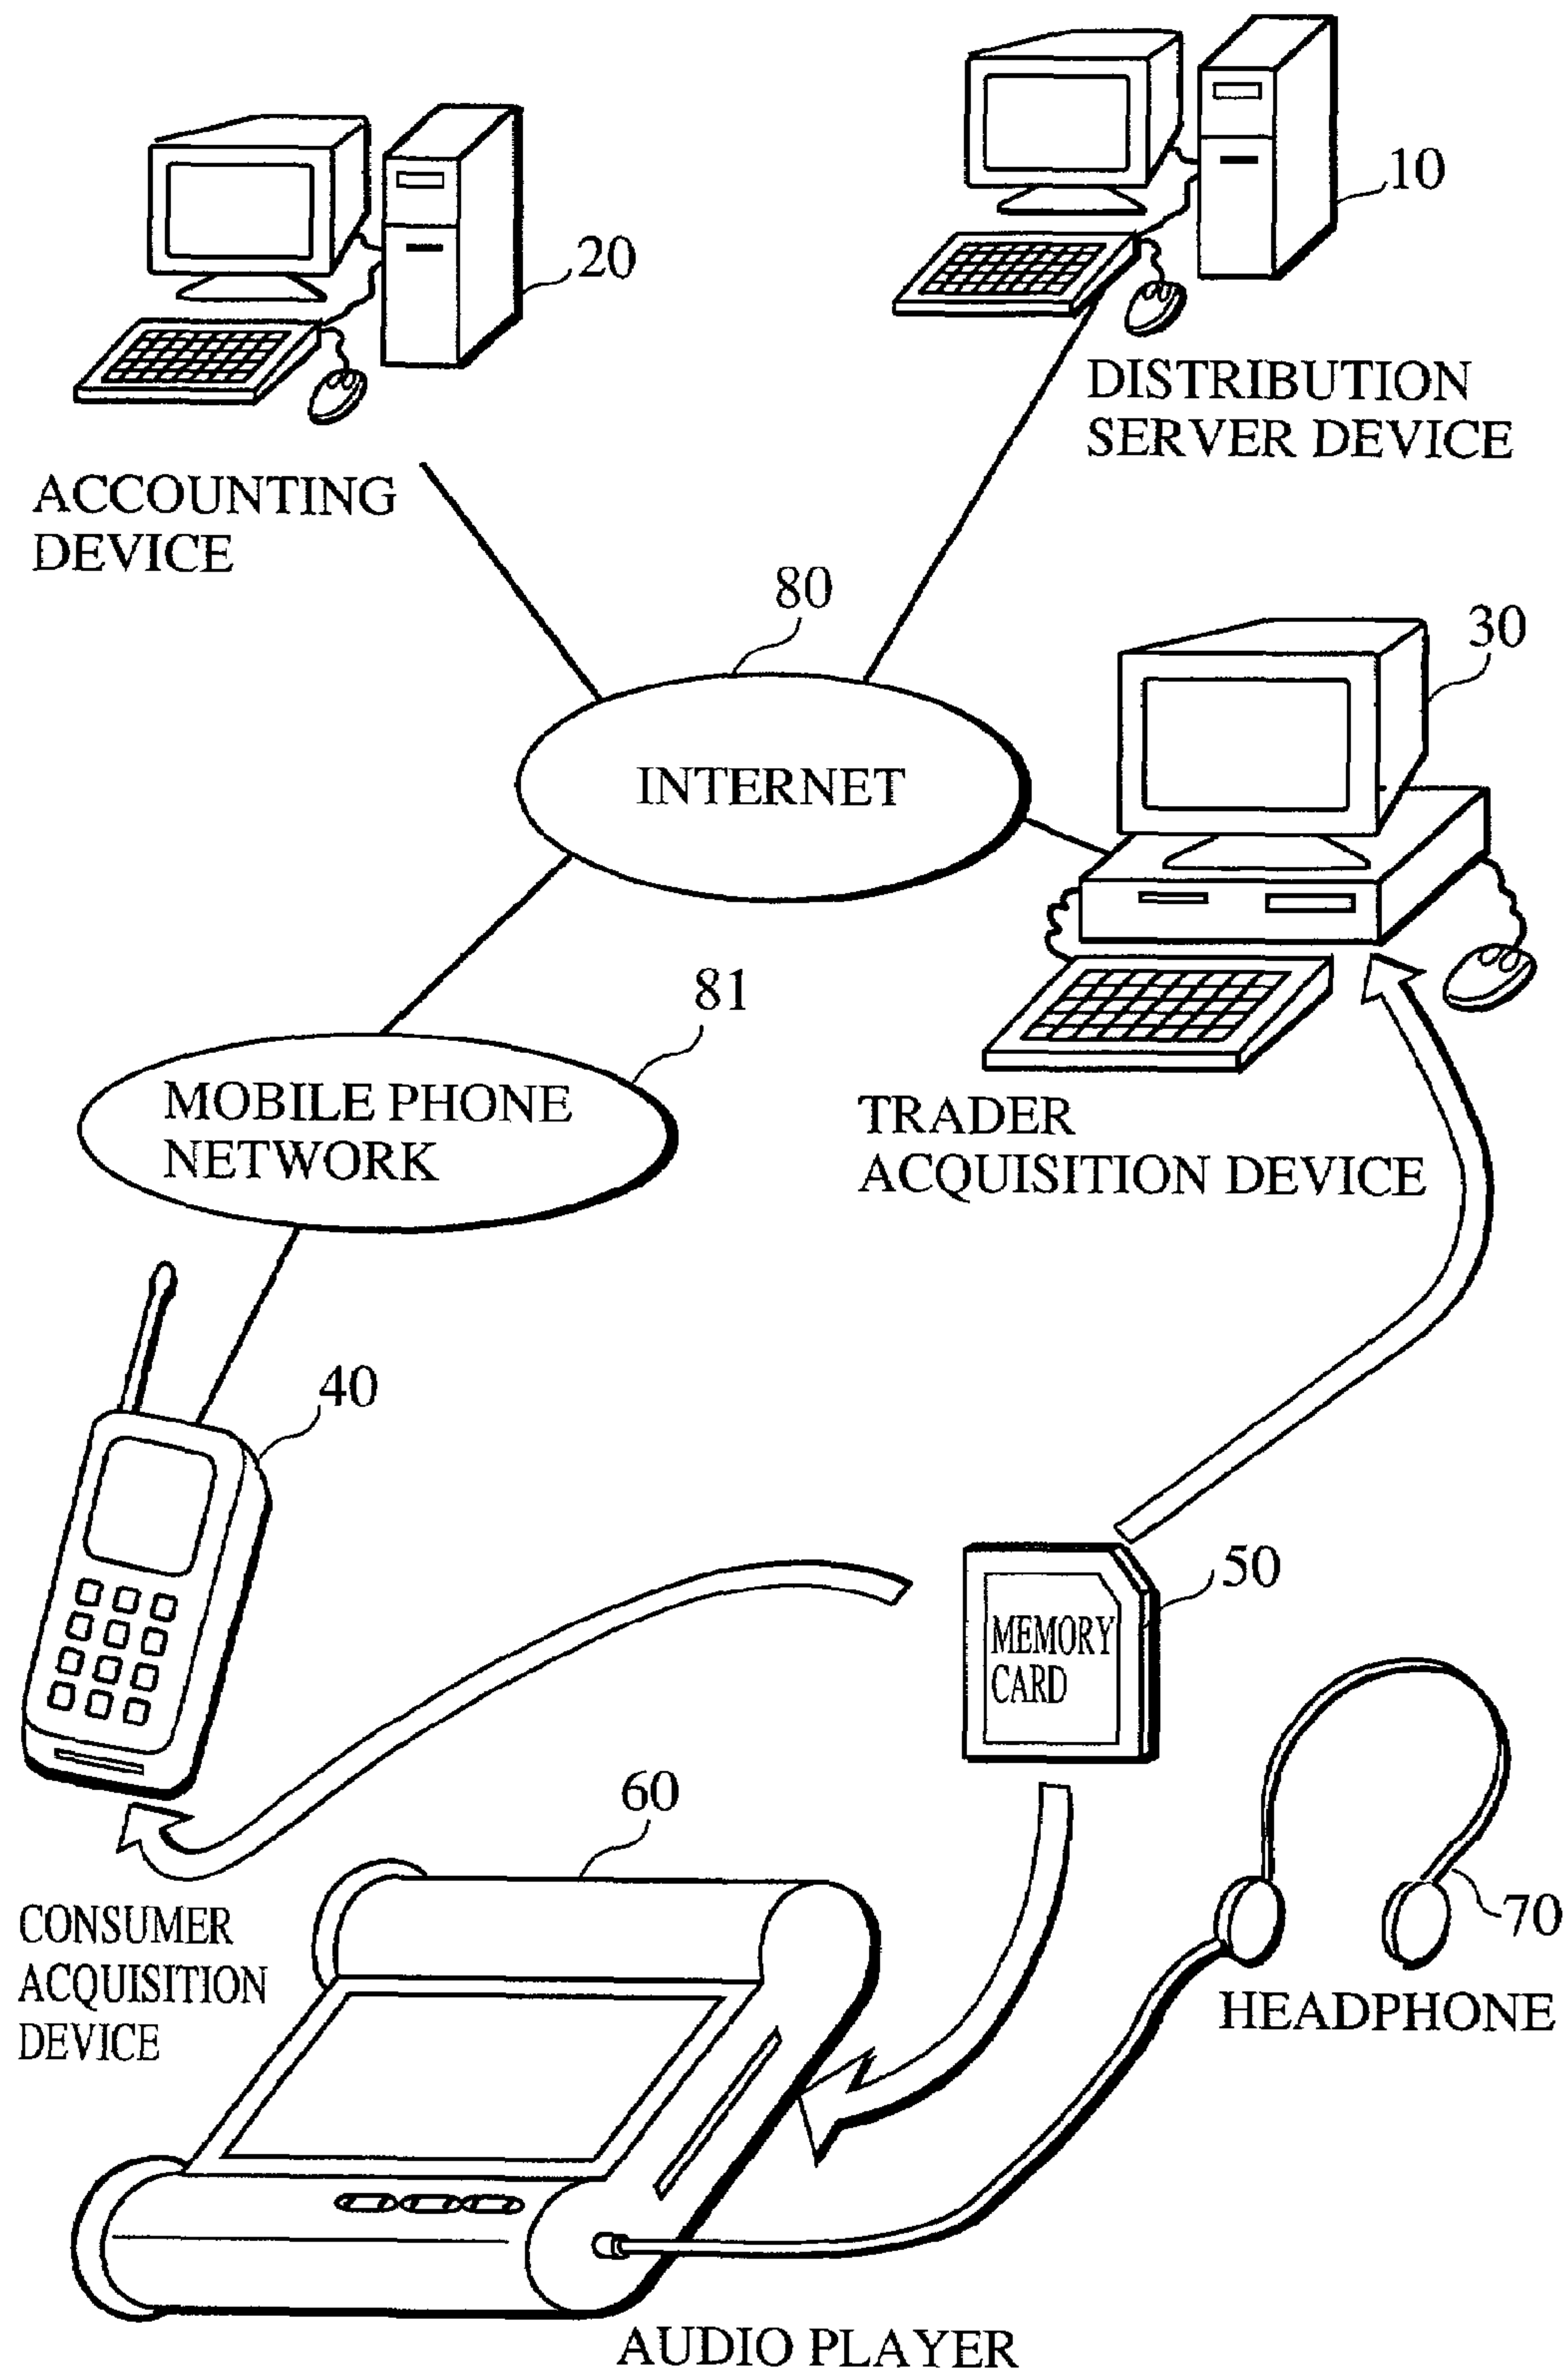 10
20
DISTRIBUTION
SERVER DEVICE
ACCOUNTING
DEVICE
80
30
INTERNET
81
MOBILE PHONE
NETWORK
TRADER
ACQUISITION DEVICE
40
50
MEMORY
CARD
60
70
CONSUMER
ACQUISITION
DEVICE
HEADPHONE
AUDIO PLAYER